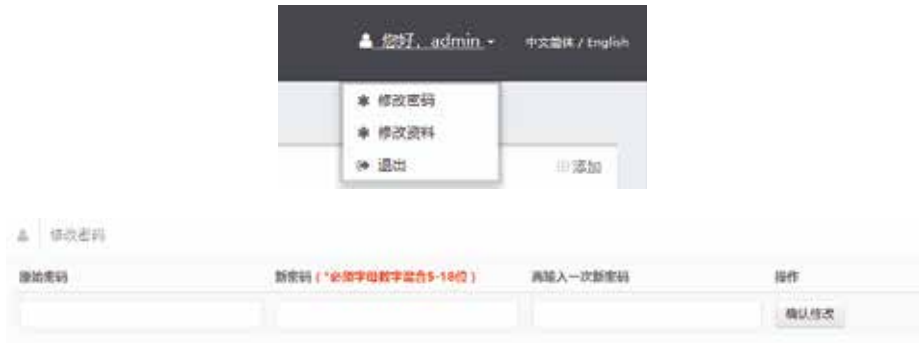 您好，admin 中文简体 / English
修改密码
修改资料
退出
添加
修改密码
原始密码 新密码 ( *必须字母数字混合5-18位 ) 再输入一次新密码 操作
确认修改